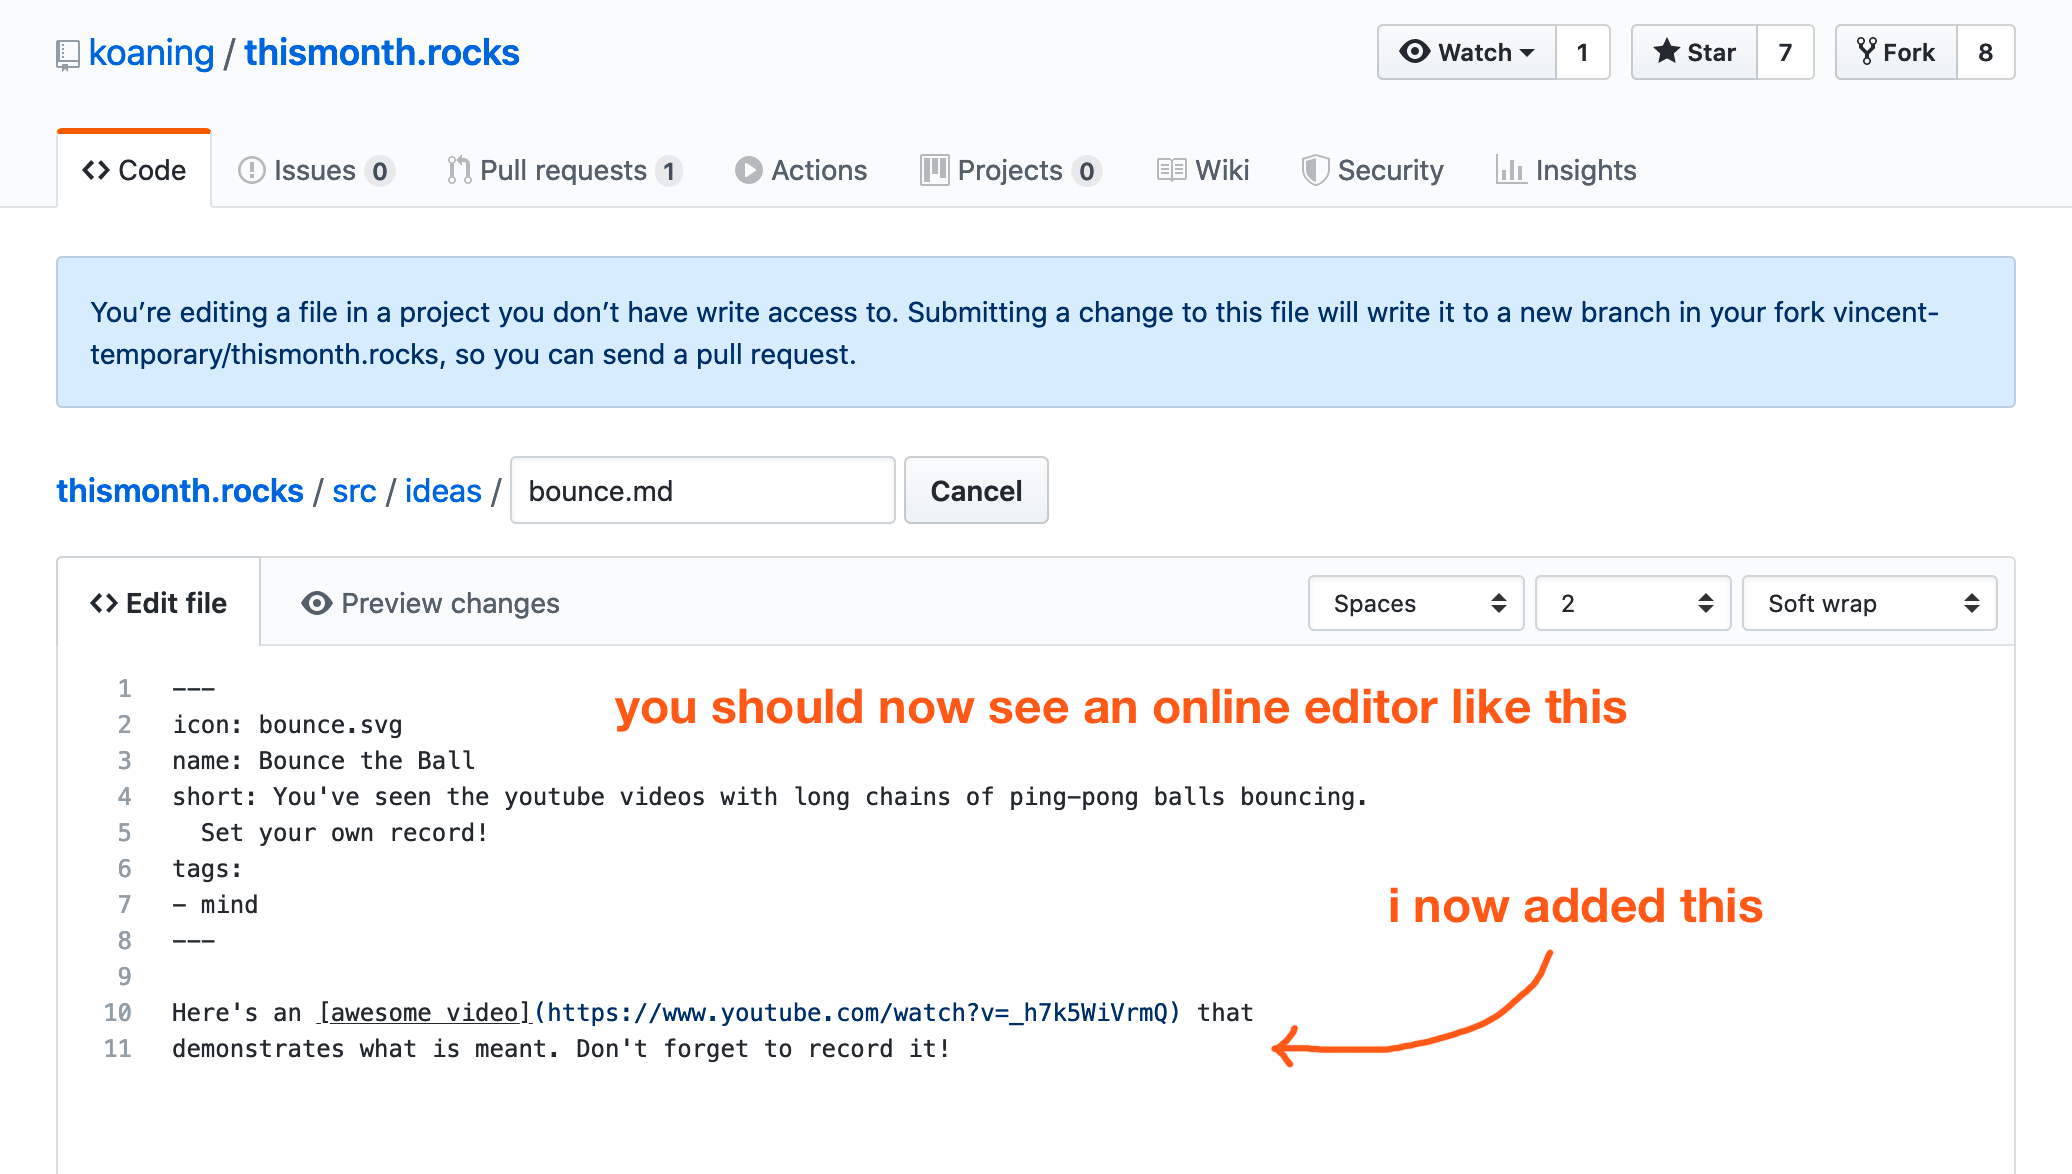 koaning / thismonth.rocks
Watch 1 Star 7 Fork 8
Code Issues 0 Pull requests 1 Actions Projects 0 Wiki Security Insights
You’re editing a file in a project you don’t have write access to. Submitting a change to this file will write it to a new branch in your fork vincent-
temporary/thismonth.rocks, so you can send a pull request.
thismonth.rocks / src / ideas / bounce.md Cancel
<> Edit file Preview changes Spaces 2 Soft wrap
1 ---
you should now see an online editor like this
2 icon: bounce.svg
3 name: Bounce the Ball
4 short: You've seen the youtube videos with long chains of ping-pong balls bouncing.
5 Set your own record!
6 tags:
7 - mind
i now added this
8 ---
9
10 Here's an [awesome video](https://www.youtube.com/watch?v=_h7k5WiVrmQ) that
11 demonstrates what is meant. Don't forget to record it!